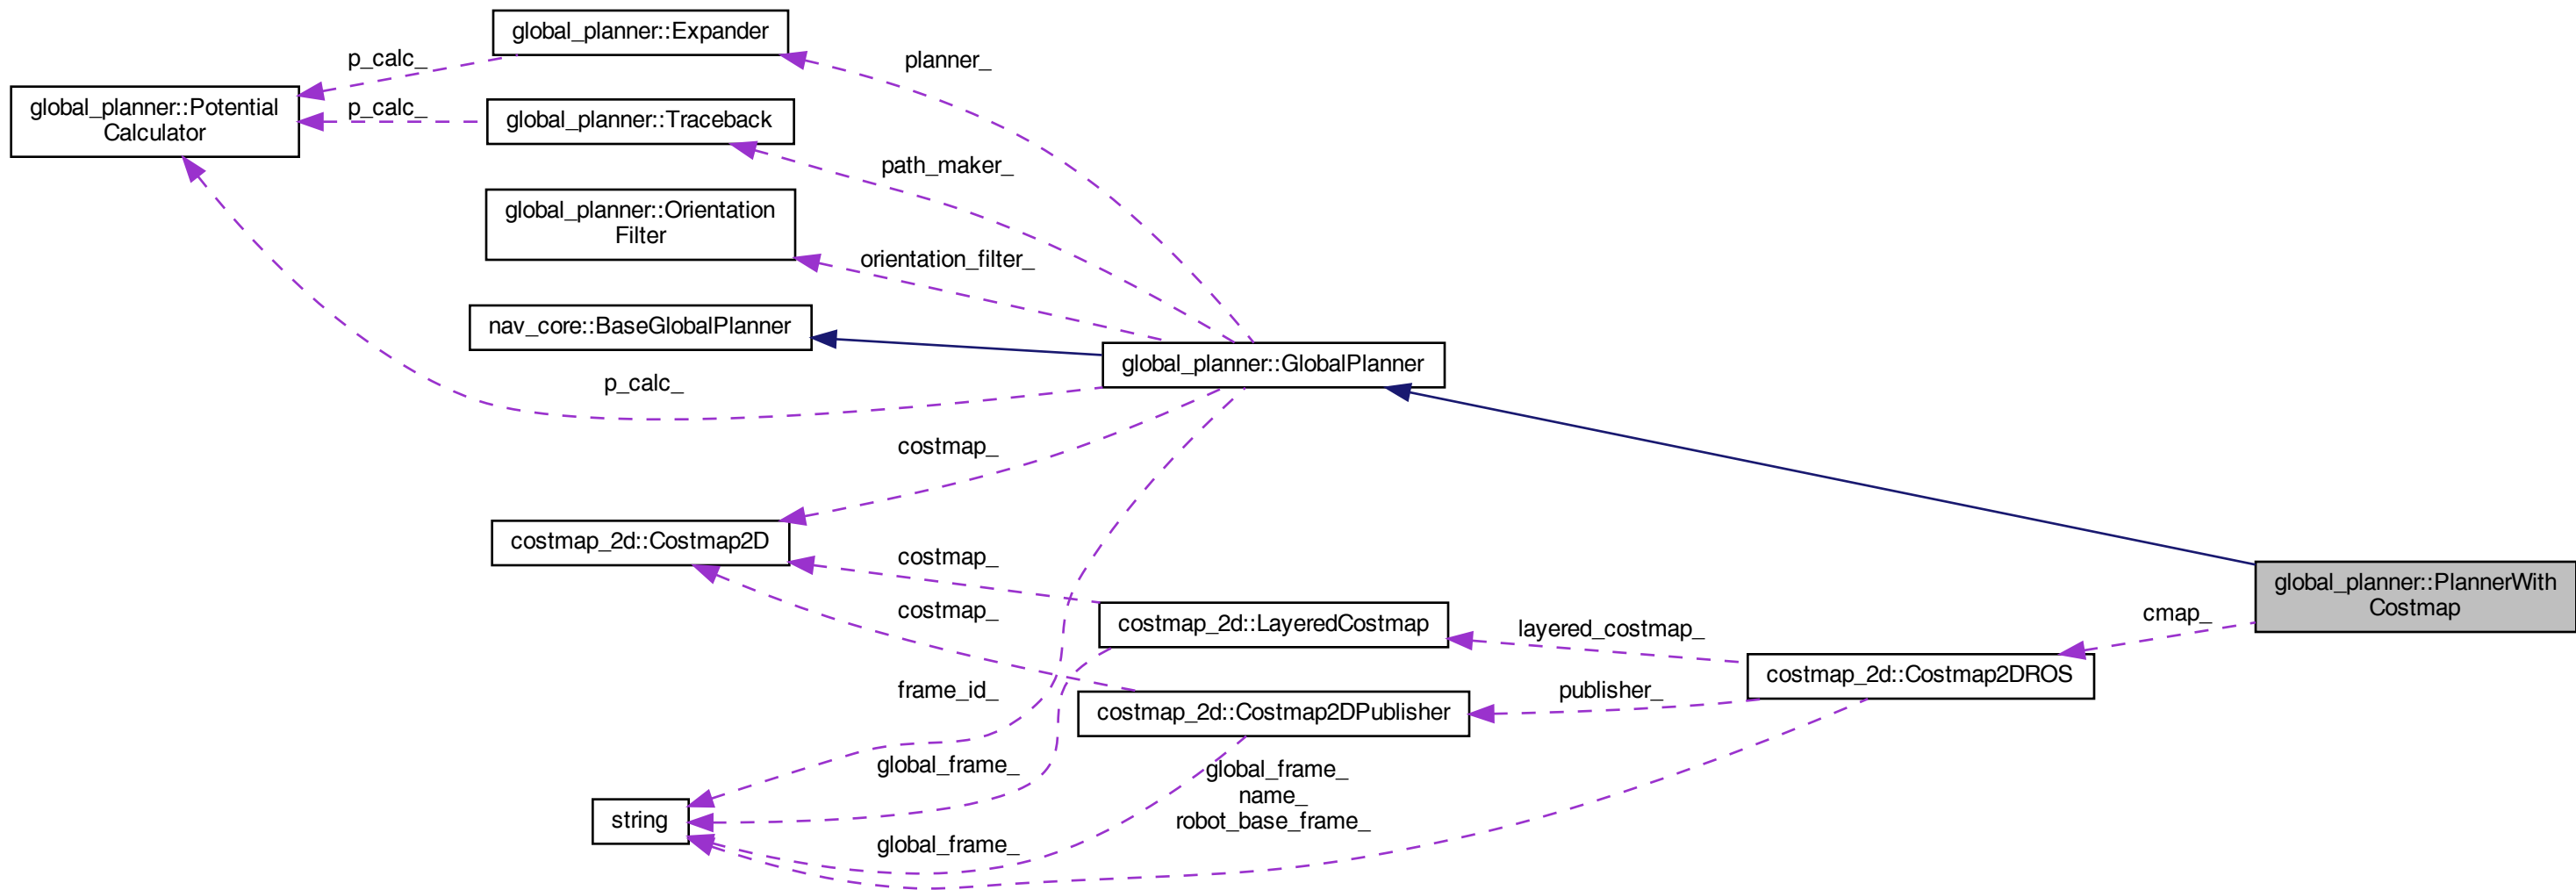 global_planner::Expander
planner_
p_calc_
global_planner::Potential
Calculator
p_calc_
global_planner::Traceback
path_maker_
global_planner::Orientation
Filter
orientation_filter_
nav_core::BaseGlobalPlanner
global_planner::GlobalPlanner
p_calc_
costmap_
costmap_2d::Costmap2D
costmap_
costmap_
costmap_2d::LayeredCostmap
layered_costmap_
cmap_
global_planner::PlannerWith
Costmap
costmap_2d::Costmap2DROS
frame_id_
publisher_
costmap_2d::Costmap2DPublisher
global_frame_
global_frame_
name_
robot_base_frame_
string
global_frame_